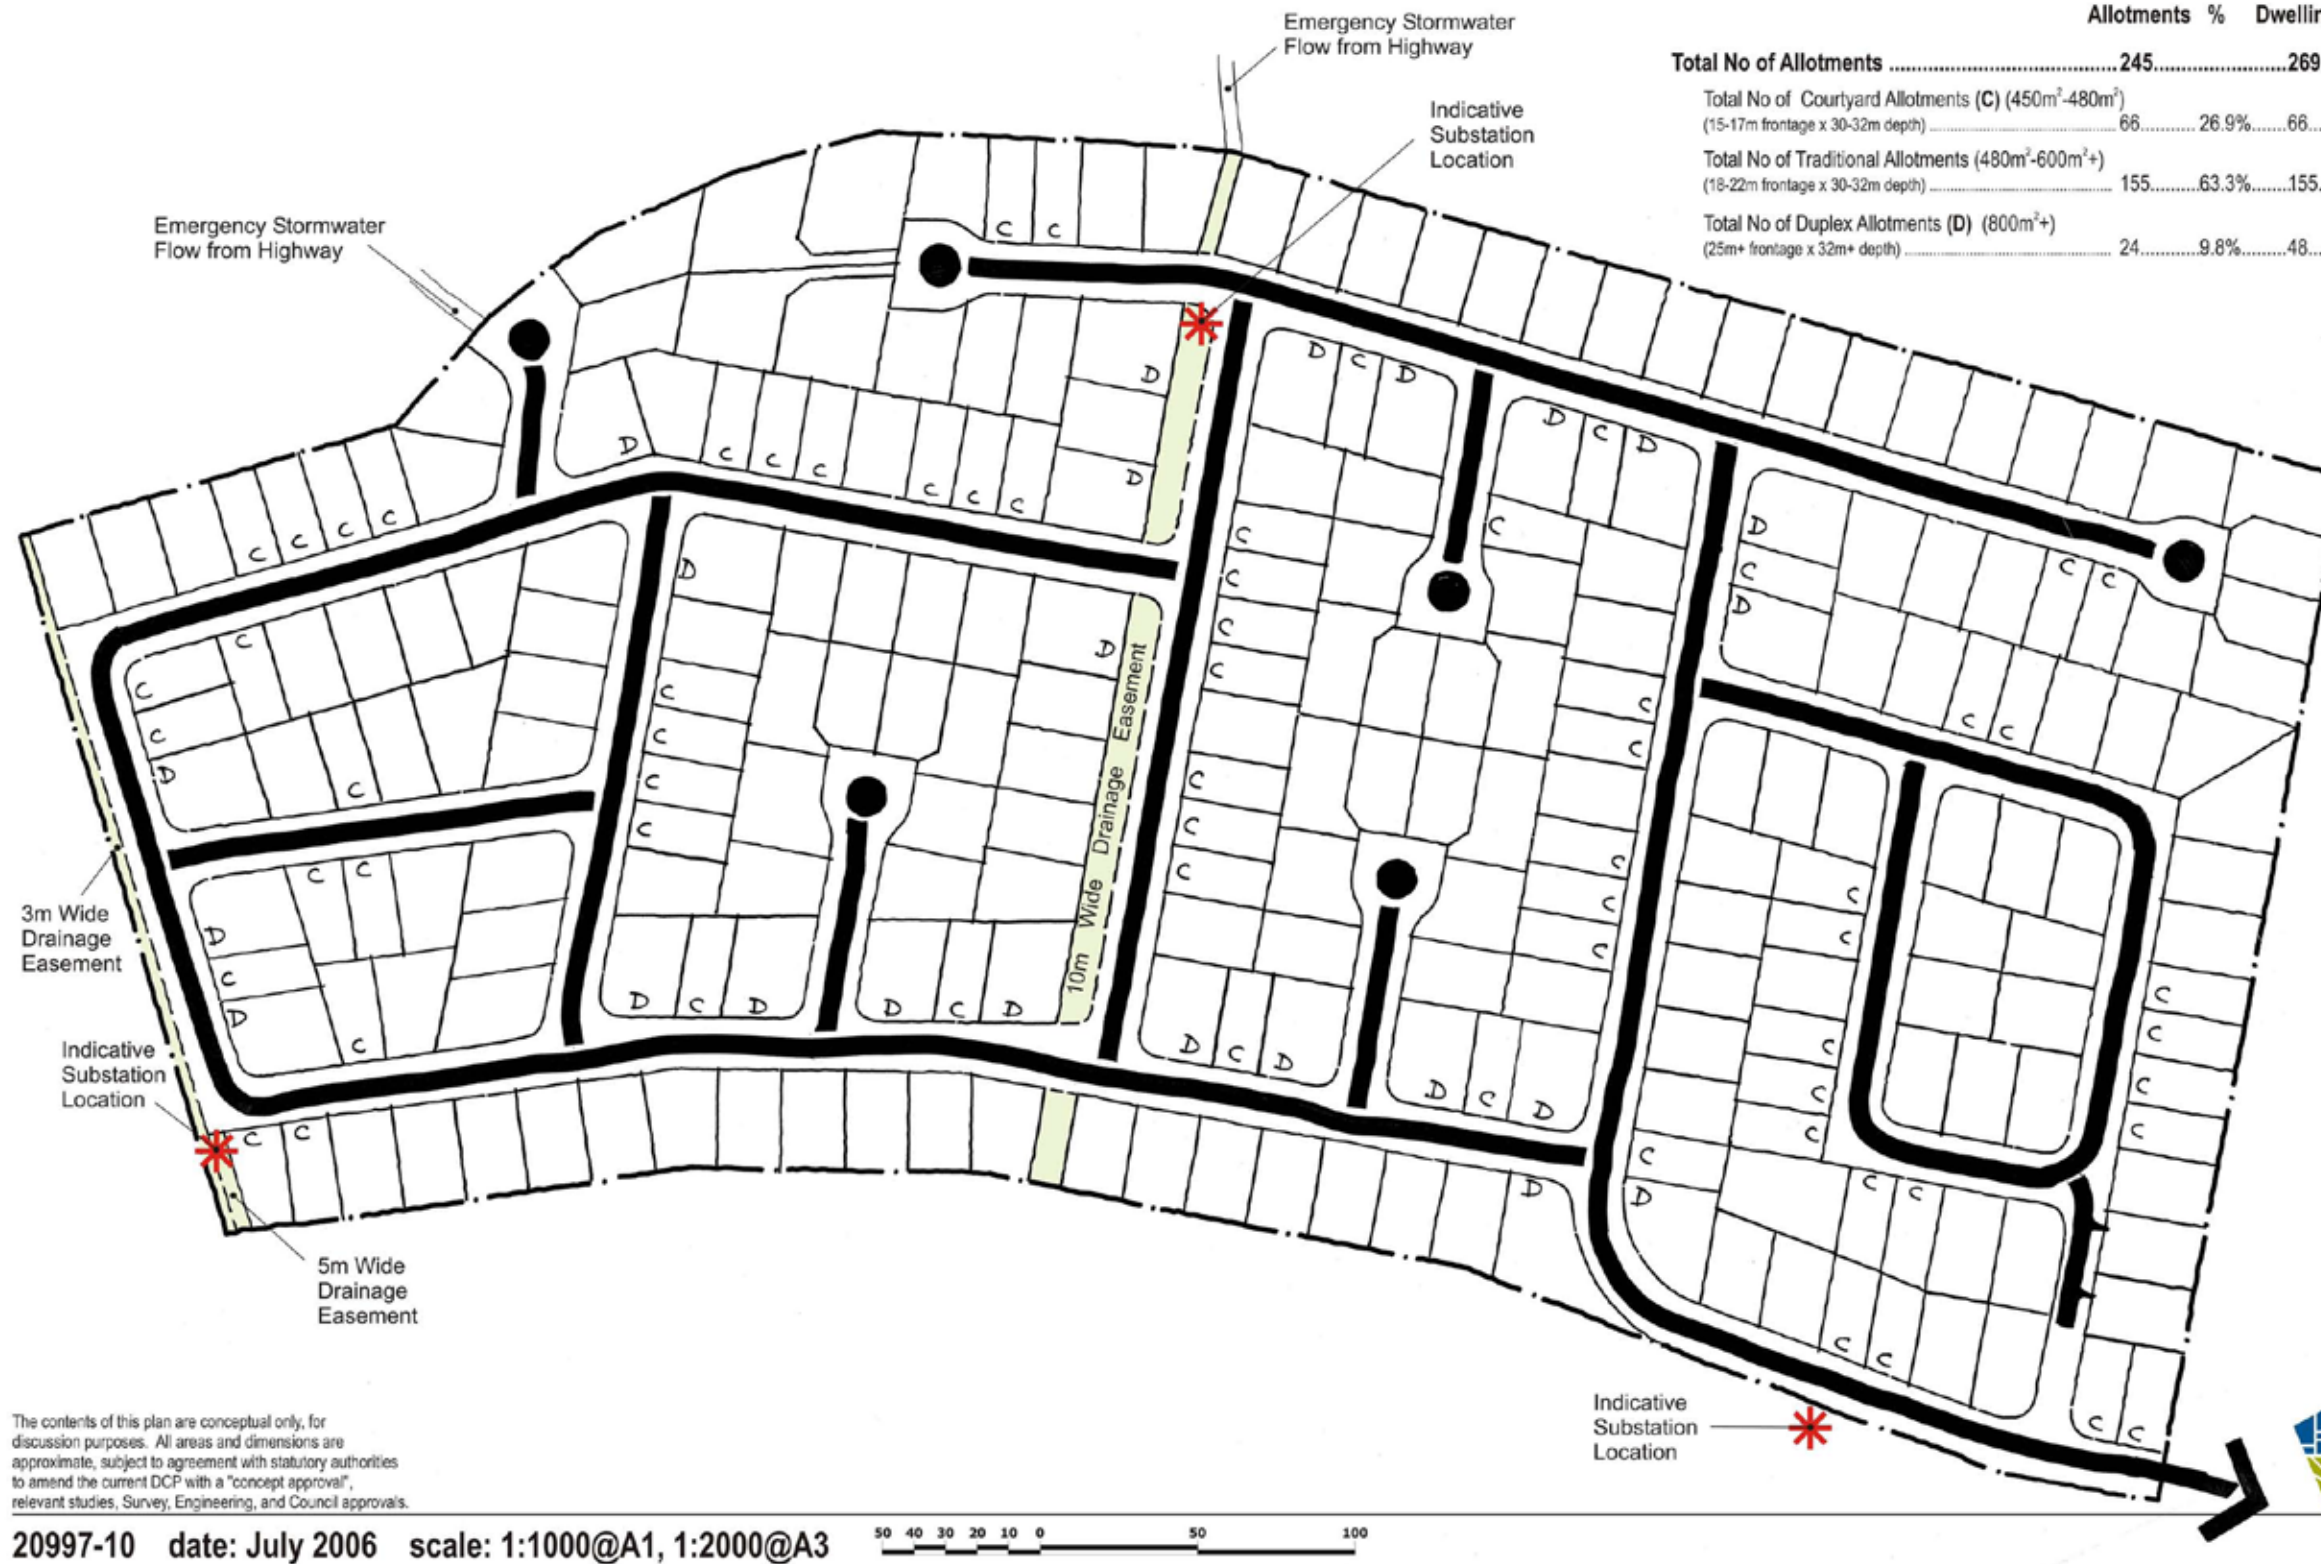 Allotments % Dwellin
Total No of Allotments 245 269
Total No of Courtyard Allotments (C) (450m²-480m²)
(15-17m frontage x 30-32m depth) 66 26.9% 66
Total No of Traditional Allotments (480m²-600m²+)
(18-22m frontage x 30-32m depth) 155 63.3% 155
Total No of Duplex Allotments (D) (800m²+)
(25m+ frontage x 32m+ depth) 24 9.8% 48
Emergency Stormwater
Flow from Highway
Indicative
Substation
Location
Emergency Stormwater
Flow from Highway
C C
D C D
D C D
D
D
D C C C C C C
C C C C
D
C
D
C C
C C
C
C
C
C
C
C
D
C
D
C
D
C
C
C
C
D
10m Wide Drainage Easement
C
C
C
C
C
C
C
C
C
3m Wide
Drainage
Easement
C C
D
C
D
C
D C D
D C D
D C D
D C D
C
C
C
C
C
C
C
C
C
C
D
D
C C
C C
C C
Indicative
Substation
Location
C C
5m Wide
Drainage
Easement
Indicative
Substation
Location
The contents of this plan are conceptual only, for
discussion purposes. All areas and dimensions are
approximate, subject to agreement with statutory authorities
to amend the current DCP with a "concept approval",
relevant studies, Survey, Engineering, and Council approvals.
20997-10 date: July 2006 scale: 1:1000@A1, 1:2000@A3
50 40 30 20 10 0 50 100